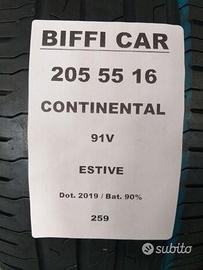 BIFFI CAR
205 55 16
CONTINENTAL
91V
ESTIVE
Dot. 2019 / Bat. 90%
259
subito